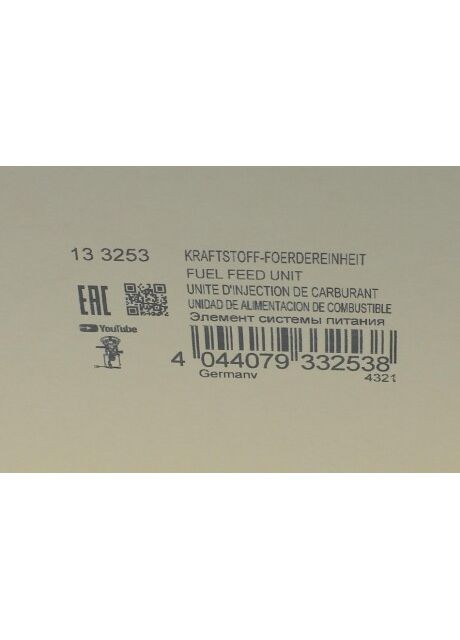 13 3253
KRAFTSTOFF-FOERDEREINHEIT
FUEL FEED UNIT
UNITE D'INJECTION DE CARBURANT
UNIDAD DE ALIMENTACION DE COMBUSTIBLE
Элемент системы питания
EAC
YouTube
4 044079 332538
Germany
4321